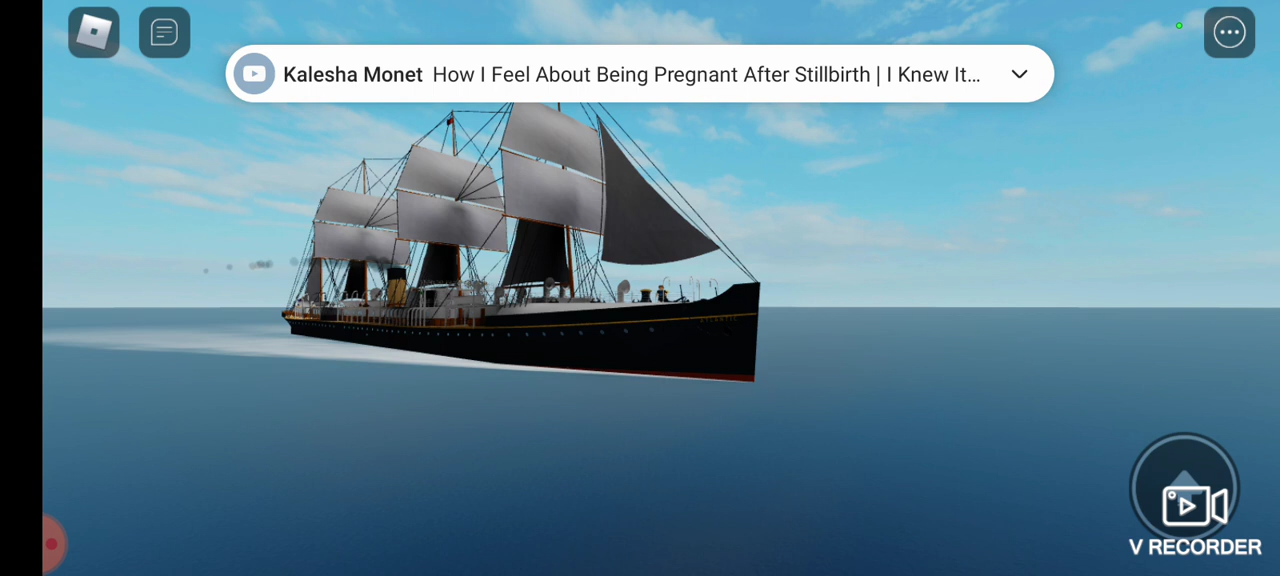 Kalesha Monet How I Feel About Being Pregnant After Stillbirth | I Knew It...
V RECORDER